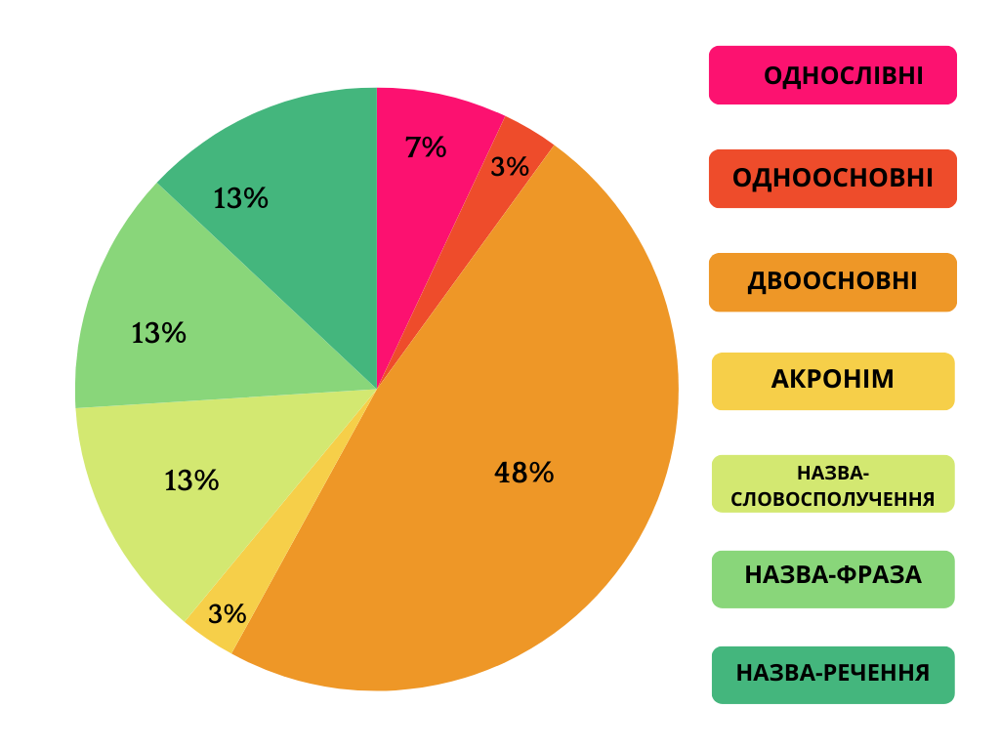 7%
3%
48%
3%
13%
13%
13%
ОДНОСЛІВНІ
ОДНООСНОВНІ
ДВООСНОВНІ
АКРОНІМ
НАЗВА-
СЛОВОСПОЛУЧЕННЯ
НАЗВА-ФРАЗА
НАЗВА-РЕЧЕННЯ